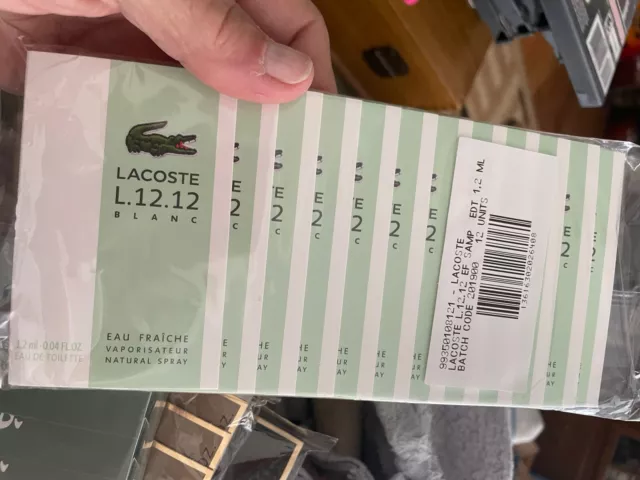 LACOSTE
L.12.12
BLANC
EAU FRAÎCHE
VAPORISATEUR
NATURAL SPRAY
1.2 ml - 0.04 FL.OZ.
EAU DE TOILETTE
99350108121 - LACOSTE
LACOSTE L.12.12 EF SAMP EDT 1.2 ML
BATCH CODE 201900 12 UNITS